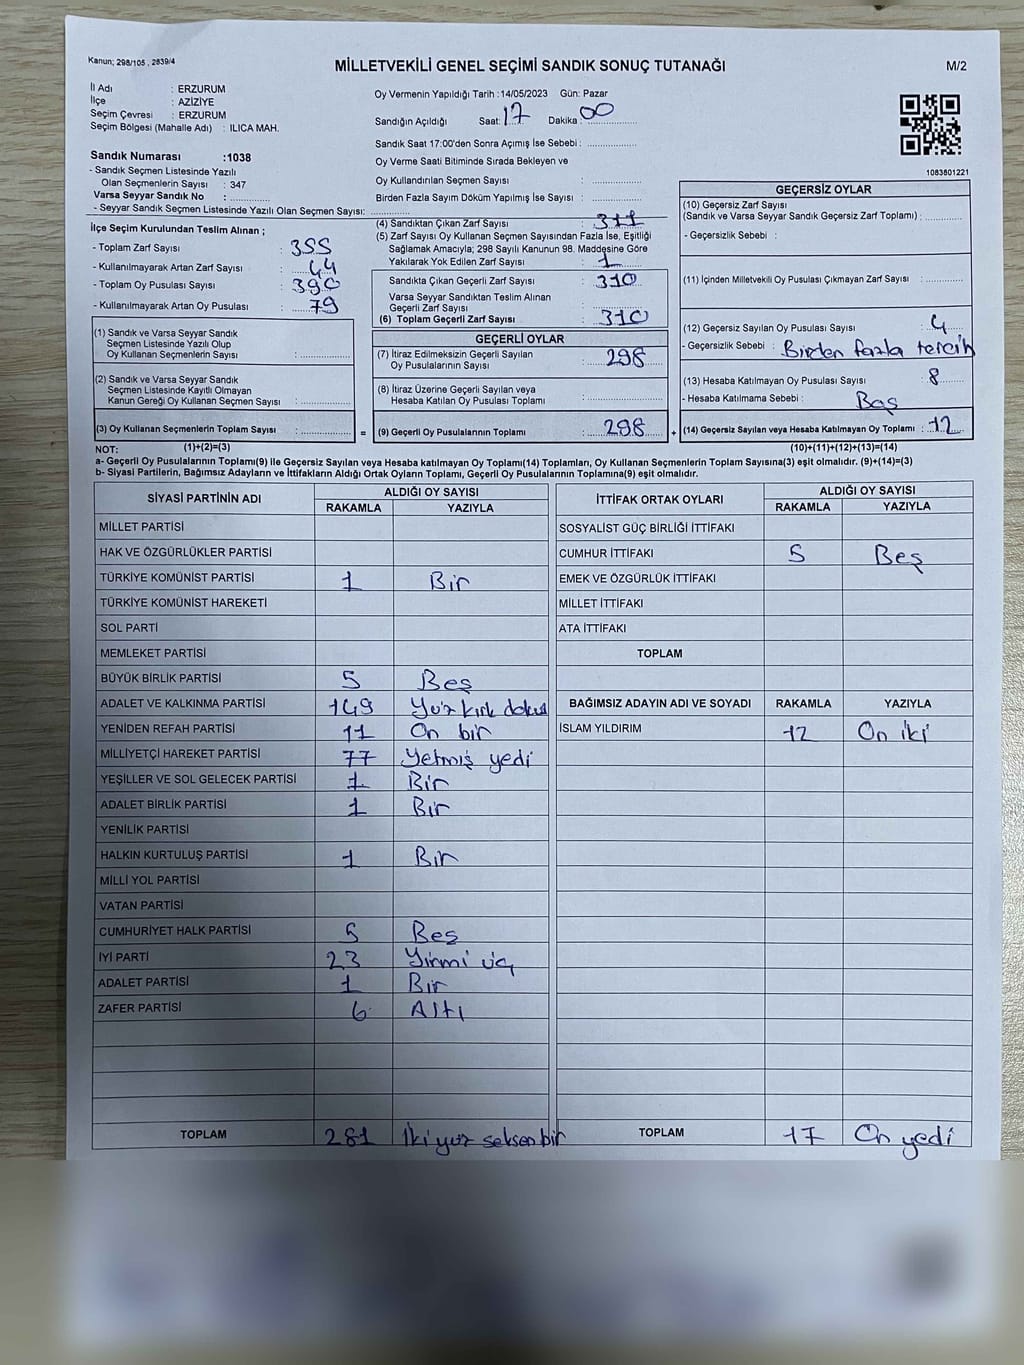 Kanun; 298/105 , 2839/4
MİLLETVEKİLİ GENEL SEÇİMİ SANDIK SONUÇ TUTANAĞI
M/2
İl Adı : ERZURUM
İlçe : AZİZİYE
Seçim Çevresi : ERZURUM
Seçim Bölgesi (Mahalle Adı) : ILICA MAH.
Sandık Numarası :1038
- Sandık Seçmen Listesinde Yazılı
Olan Seçmenlerin Sayısı : 347
Varsa Seyyar Sandık No :
- Seyyar Sandık Seçmen Listesinde Yazılı Olan Seçmen Sayısı:
Oy Vermenin Yapıldığı Tarih :14/05/2023 Gün: Pazar
Sandığın Açıldığı Saat: 17 Dakika : 00
Sandık Saat 17:00'den Sonra Açımış İse Sebebi :
Oy Verme Saati Bitiminde Sırada Bekleyen ve
Oy Kullandırılan Seçmen Sayısı :
Birden Fazla Sayım Döküm Yapılmış İse Sayısı :
1083801221
İlçe Seçim Kurulundan Teslim Alınan ;
- Toplam Zarf Sayısı : 355
- Kullanılmayarak Artan Zarf Sayısı : 44
- Toplam Oy Pusulası Sayısı : 390
- Kullanılmayarak Artan Oy Pusulası : 79
(1) Sandık ve Varsa Seyyar Sandık
Seçmen Listesinde Yazılı Olup
Oy Kullanan Seçmenlerin Sayısı :
(2) Sandık ve Varsa Seyyar Sandık
Seçmen Listesinde Kayıtlı Olmayan
Kanun Gereği Oy Kullanan Seçmen Sayısı :
(3) Oy Kullanan Seçmenlerin Toplam Sayısı : =
(1)+(2)=(3)
(4) Sandıktan Çıkan Zarf Sayısı : 311
(5) Zarf Sayısı Oy Kullanan Seçmen Sayısından Fazla İse, Eşitliği
Sağlamak Amacıyla; 298 Sayılı Kanunun 98. Maddesine Göre
Yakılarak Yok Edilen Zarf Sayısı : 1
Sandıkta Çıkan Geçerli Zarf Sayısı : 310
Varsa Seyyar Sandıktan Teslim Alınan
Geçerli Zarf Sayısı :
(6) Toplam Geçerli Zarf Sayısı : 310
GEÇERLİ OYLAR
(7) İtiraz Edilmeksizin Geçerli Sayılan
Oy Pusulalarının Sayısı : 298
(8) İtiraz Üzerine Geçerli Sayılan veya
Hesaba Katılan Oy Pusulası Toplamı :
(9) Geçerli Oy Pusulalarının Toplamı : 298 +
GEÇERSİZ OYLAR
(10) Geçersiz Zarf Sayısı
(Sandık ve Varsa Seyyar Sandık Geçersiz Zarf Toplamı) :
- Geçersizlik Sebebi :
(11) İçinden Milletvekili Oy Pusulası Çıkmayan Zarf Sayısı :
(12) Geçersiz Sayılan Oy Pusulası Sayısı : 4
- Geçersizlik Sebebi : Birden fazla tercih
(13) Hesaba Katılmayan Oy Pusulası Sayısı : 8
- Hesaba Katılmama Sebebi : Boş
(14) Geçersiz Sayılan veya Hesaba Katılmayan Oy Toplamı : 12
(10)+(11)+(12)+(13)=(14)
NOT:
a- Geçerli Oy Pusulalarının Toplamı(9) ile Geçersiz Sayılan veya Hesaba katılmayan Oy Toplamı(14) Toplamları, Oy Kullanan Seçmenlerin Toplam Sayısına(3) eşit olmalıdır. (9)+(14)=(3)
b- Siyasi Partilerin, Bağımsız Adayların ve İttifakların Aldığı Ortak Oyların Toplamı, Geçerli Oy Pusulalarının Toplamına(9) eşit olmalıdır.
SİYASİ PARTİNİN ADI ALDIĞI OY SAYISI
RAKAMLA YAZIYLA
MİLLET PARTİSİ
HAK VE ÖZGÜRLÜKLER PARTİSİ
TÜRKİYE KOMÜNİST PARTİSİ 1 Bir
TÜRKİYE KOMÜNİST HAREKETİ
SOL PARTİ
MEMLEKET PARTİSİ
BÜYÜK BİRLİK PARTİSİ 5 Beş
ADALET VE KALKINMA PARTİSİ 149 Yüz kırk dokuz
YENİDEN REFAH PARTİSİ 11 On bir
MİLLİYETÇİ HAREKET PARTİSİ 77 Yetmiş yedi
YEŞİLLER VE SOL GELECEK PARTİSİ 1 Bir
ADALET BİRLİK PARTİSİ 1 Bir
YENİLİK PARTİSİ
HALKIN KURTULUŞ PARTİSİ 1 Bir
MİLLİ YOL PARTİSİ
VATAN PARTİSİ
CUMHURİYET HALK PARTİSİ 5 Beş
İYİ PARTİ 23 Yirmi üç
ADALET PARTİSİ 1 Bir
ZAFER PARTİSİ 6 Altı
TOPLAM 281 İki yüz seksen bir
İTTİFAK ORTAK OYLARI ALDIĞI OY SAYISI
RAKAMLA YAZIYLA
SOSYALİST GÜÇ BİRLİĞİ İTTİFAKI
CUMHUR İTTİFAKI 5 Beş
EMEK VE ÖZGÜRLÜK İTTİFAKI
MİLLET İTTİFAKI
ATA İTTİFAKI
TOPLAM
BAĞIMSIZ ADAYIN ADI VE SOYADI RAKAMLA YAZIYLA
İSLAM YILDIRIM 12 On iki
TOPLAM 17 On yedi